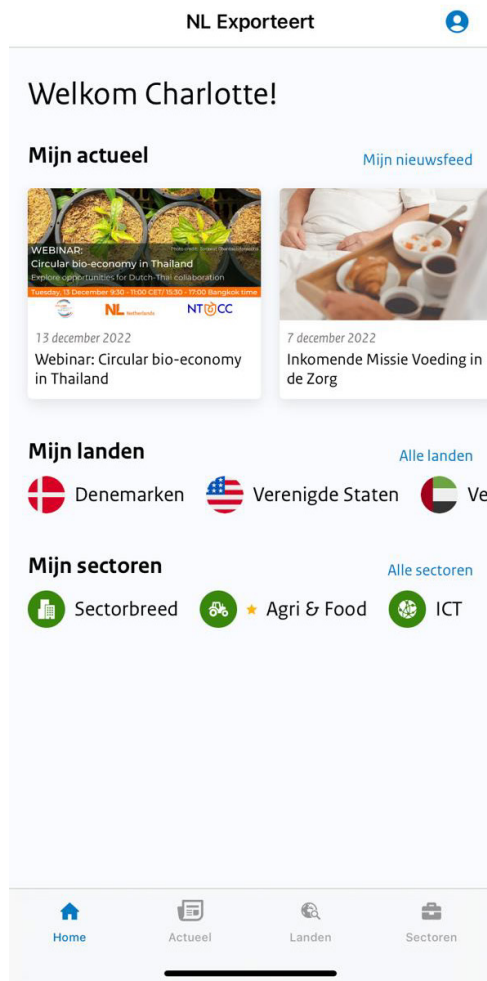 NL Exporteert
Welkom Charlotte!
Mijn actueel
Mijn nieuwsfeed
WEBINAR:
Circular bio-economy in Thailand
Explore opportunities for Dutch-Thai collaboration
Tuesday, 13 December 9:30 - 11:00 CET/ 15:30 - 17:00 Bangkok time
NL Netherlands
NTCC
13 december 2022
Webinar: Circular bio-economy
in Thailand
7 december 2022
Inkomende Missie Voeding in
de Zorg
Mijn landen
Alle landen
Denemarken
Verenigde Staten
Ve
Mijn sectoren
Alle sectoren
Sectorbreed
Agri & Food
ICT
Home
Actueel
Landen
Sectoren